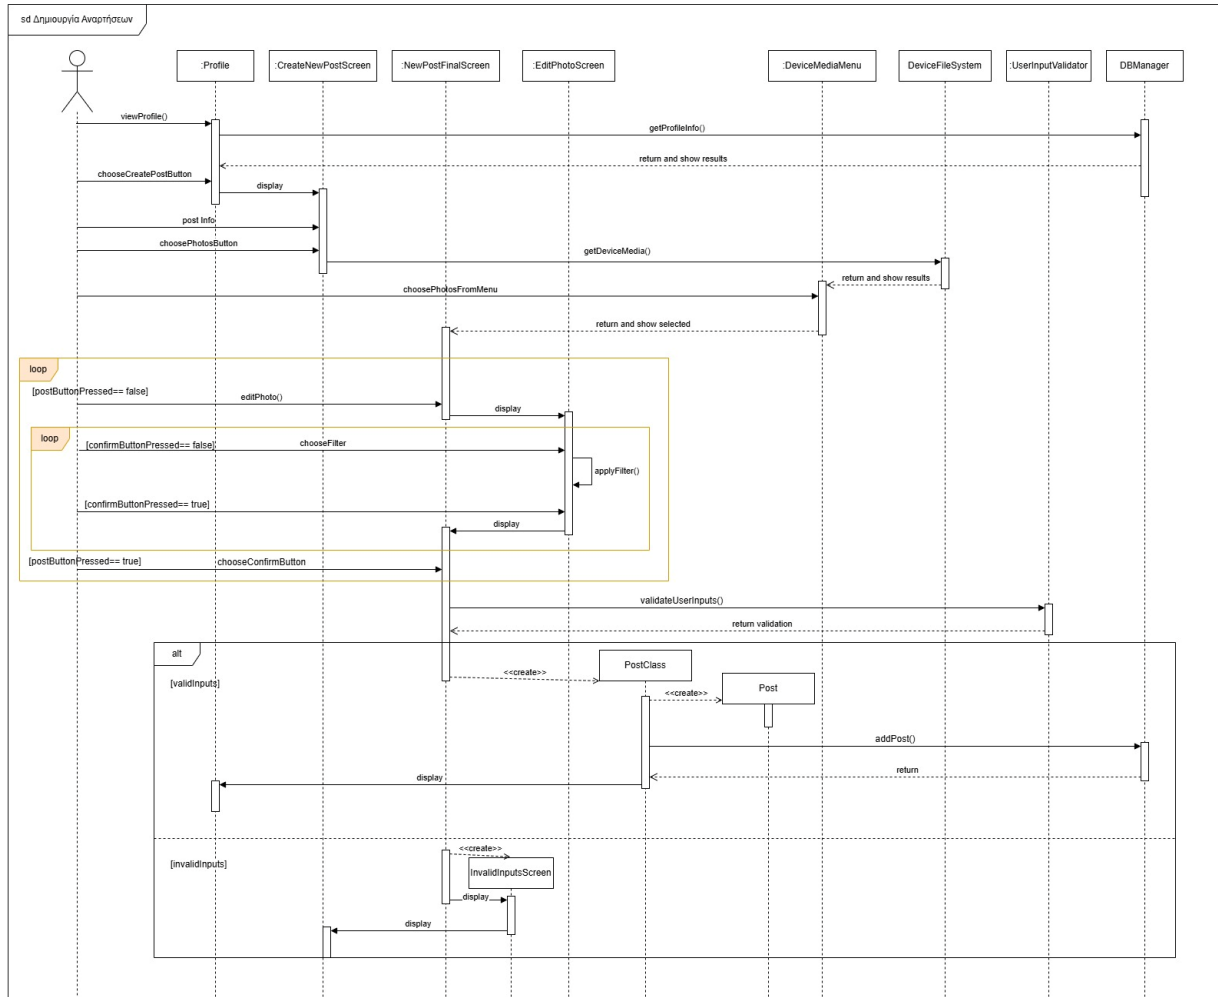 sd Δημιουργία Αναρτήσεων
:Profile
:CreateNewPostScreen
:NewPostFinalScreen
:EditPhotoScreen
:DeviceMediaMenu
DeviceFileSystem
:UserInputValidator
DBManager
viewProfile()
getProfileInfo()
return and show results
chooseCreatePostButton
display
post Info
choosePhotosButton
getDeviceMedia()
return and show results
choosePhotosFromMenu
return and show selected
loop
[postButtonPressed== false]
editPhoto()
display
loop
[confirmButtonPressed== false]
chooseFilter
applyFilter()
[confirmButtonPressed== true]
display
[postButtonPressed== true]
chooseConfirmButton
validateUserInputs()
return validation
alt
[validInputs]
<<create>>
PostClass
<<create>>
Post
addPost()
return
display
[invalidInputs]
<<create>>
InvalidInputsScreen
display
display